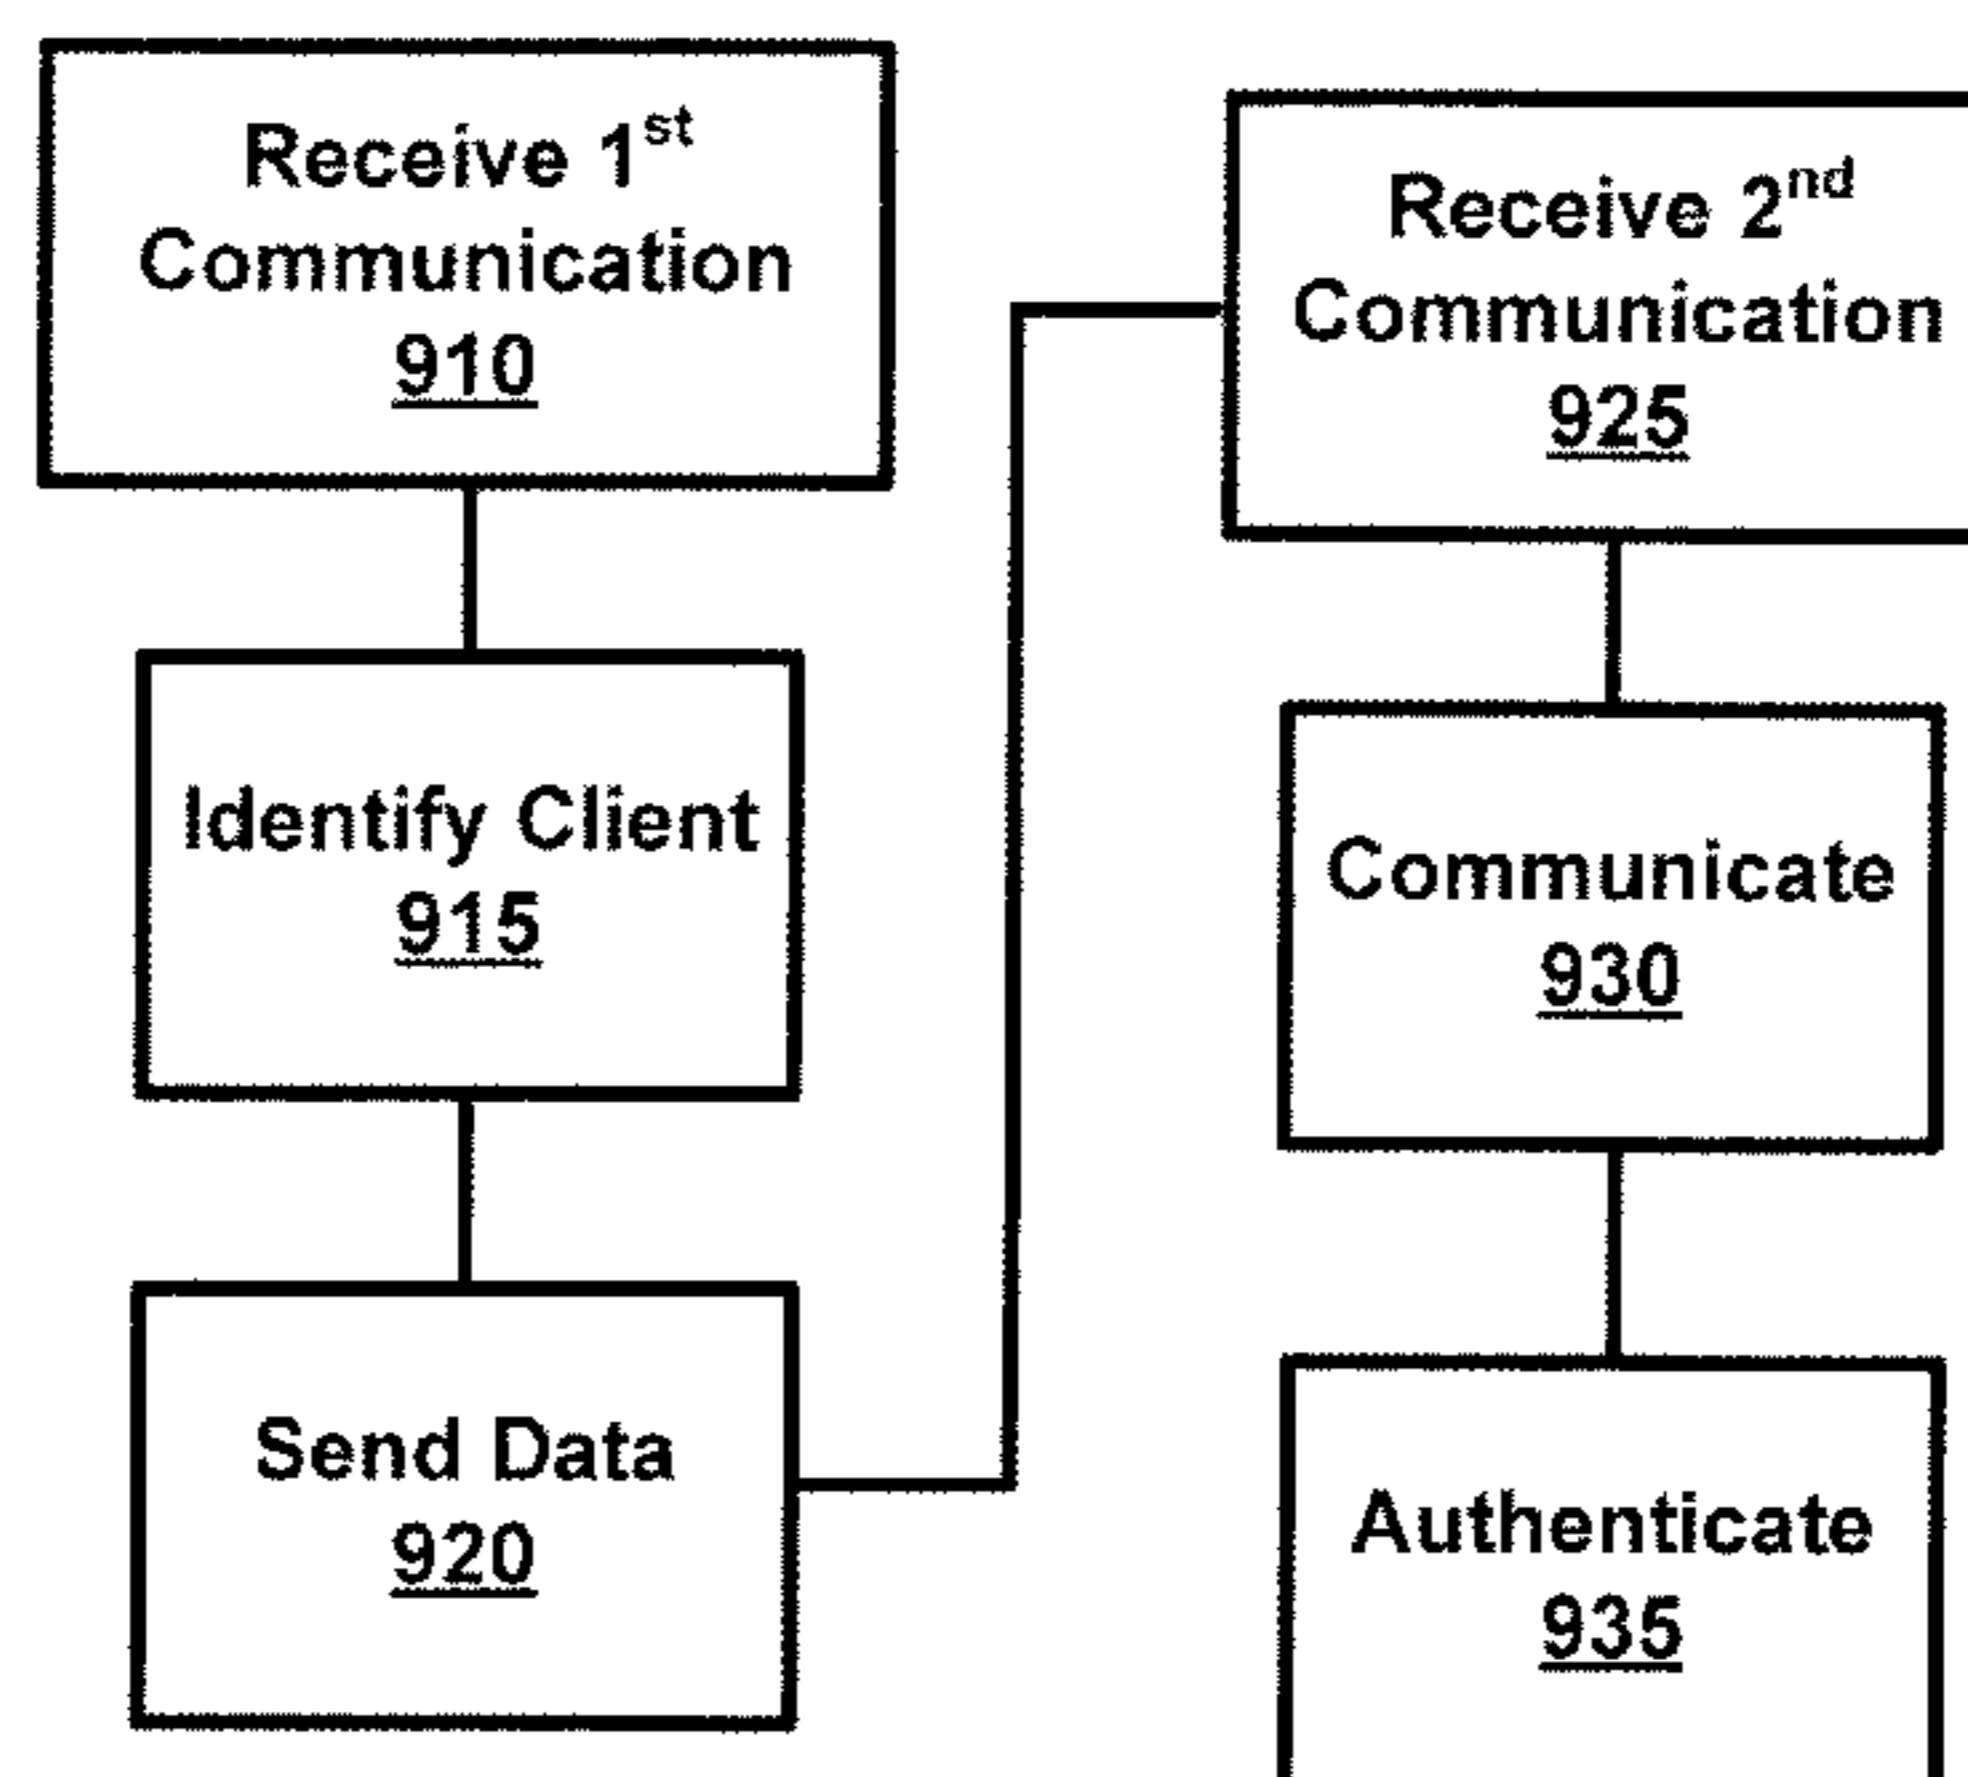 Receive 1st
Communication
910
Identify Client
915
Send Data
920
Receive 2nd
Communication
925
Communicate
930
Authenticate
935